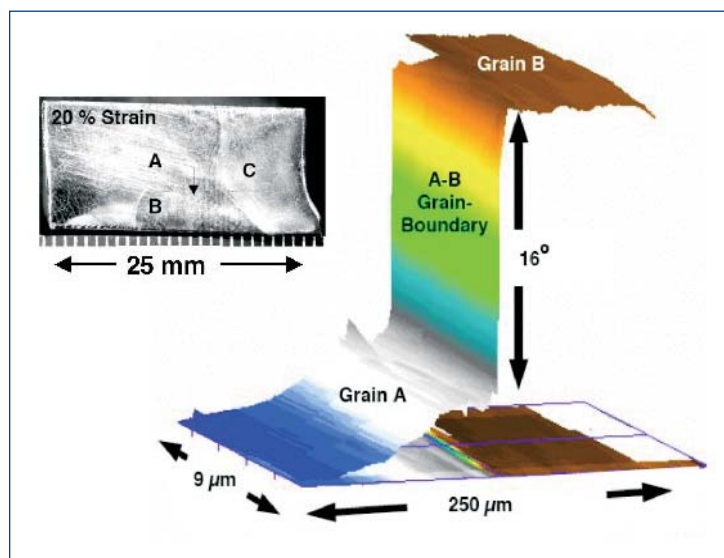 20 % Strain
A
C
B
25 mm
Grain B
A-B
Grain-
Boundary
16°
Grain A
9 µm
250 µm